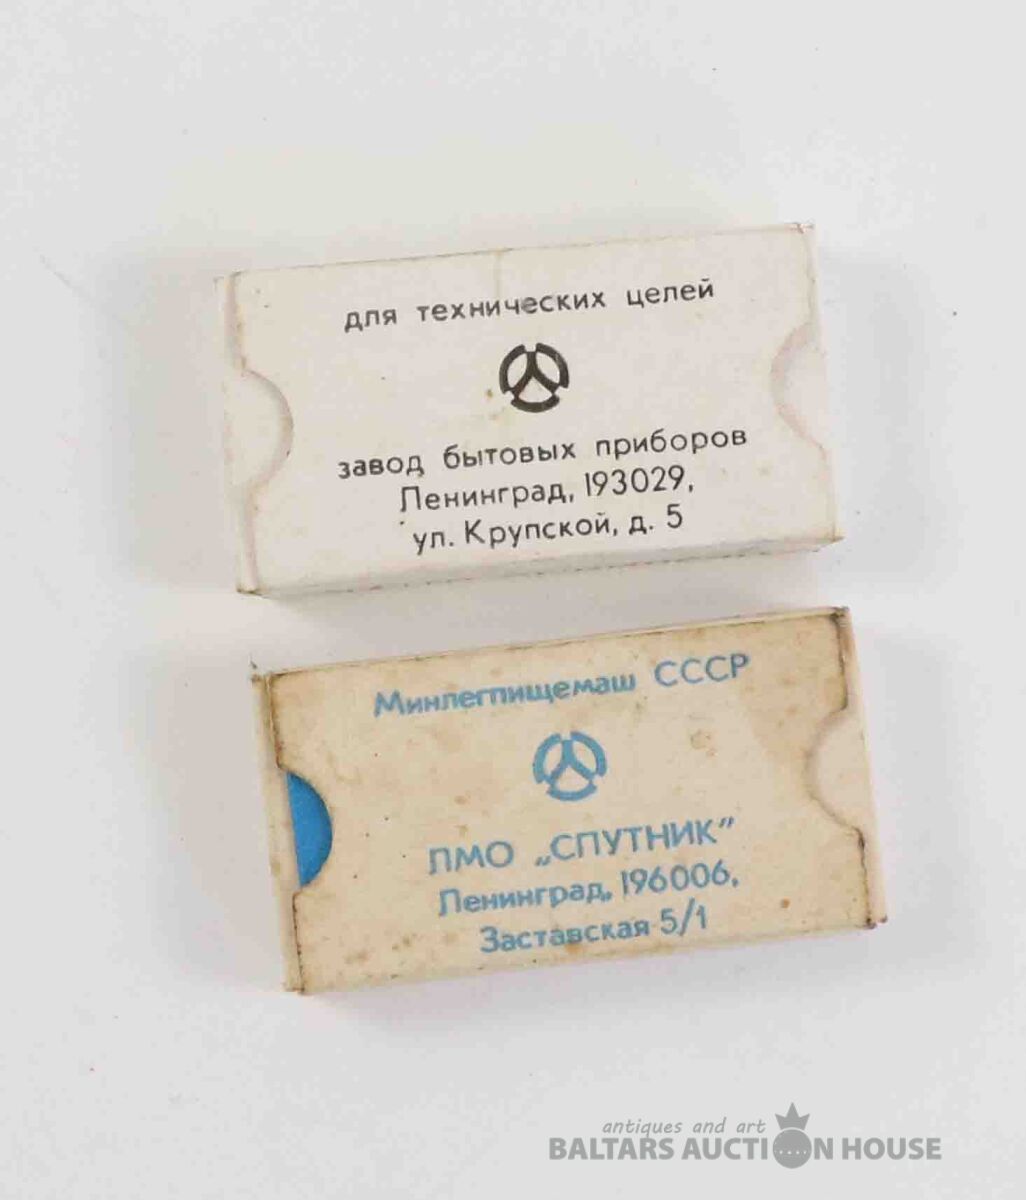 для технических целей
завод бытовых приборов
Ленинград, 193029,
ул. Крупской, д. 5
Минлегпищемаш СССР
ПМО „СПУТНИК”
Ленинград, 196006,
Заставская 5/1
antiques and art
BALTARS AUCTION HOUSE